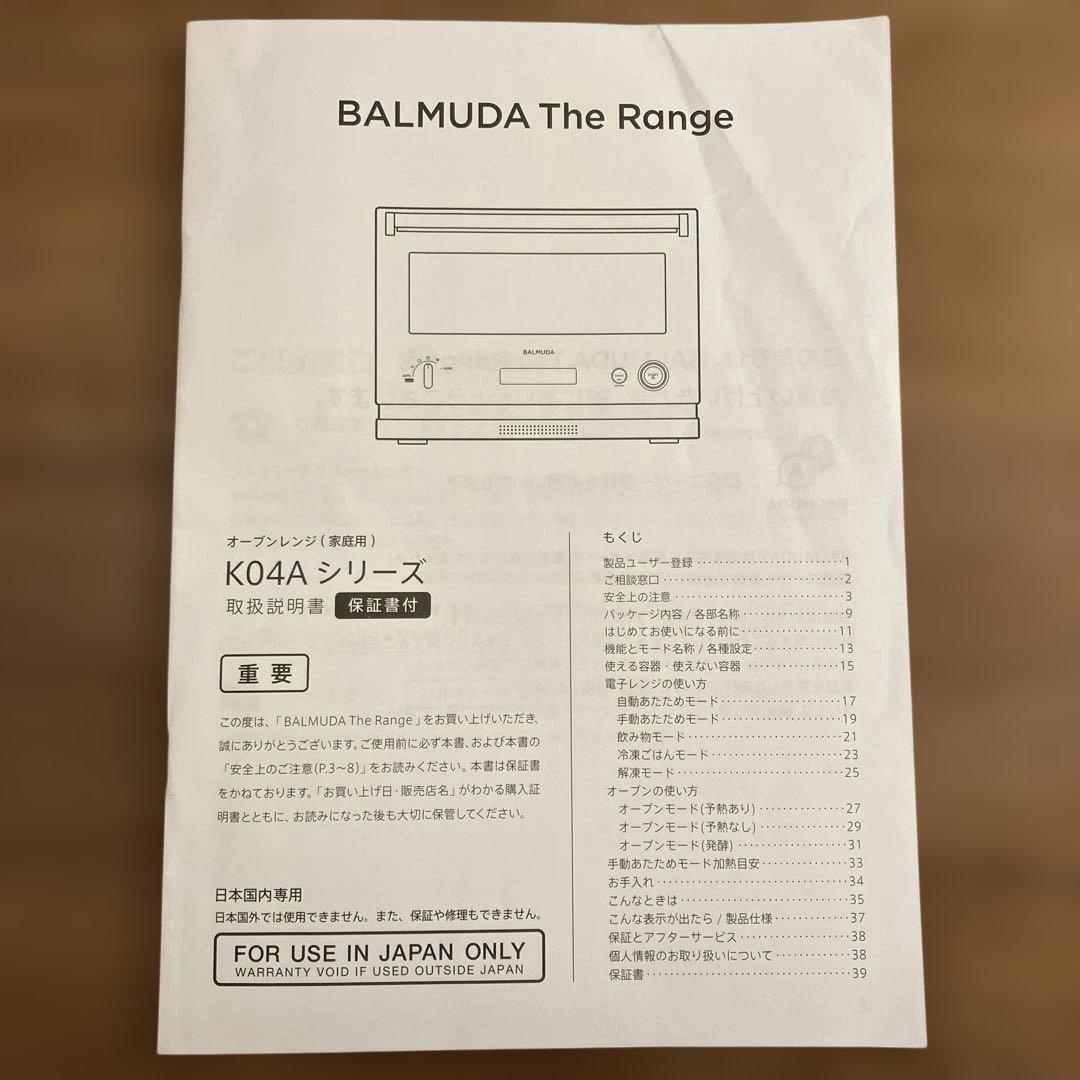 BALMUDA The Range
BALMUDA
START
オーブンレンジ(家庭用)
K04A シリーズ
取扱説明書 保証書付
重要
この度は、「BALMUDA The Range」をお買い上げいただき、
誠にありがとうございます。ご使用前に必ず本書、および本書の
「安全上のご注意(P.3〜8)」をお読みください。本書は保証書
をかねております。「お買い上げ日・販売店名」がわかる購入証
明書とともに、お読みになった後も大切に保管してください。
日本国内専用
日本国外では使用できません。また、保証や修理もできません。
FOR USE IN JAPAN ONLY
WARRANTY VOID IF USED OUTSIDE JAPAN
もくじ
製品ユーザー登録‥‥‥‥‥‥‥‥‥‥‥‥1
ご相談窓口‥‥‥‥‥‥‥‥‥‥‥‥‥‥‥2
安全上の注意‥‥‥‥‥‥‥‥‥‥‥‥‥‥3
パッケージ内容 / 各部名称‥‥‥‥‥‥‥‥9
はじめてお使いになる前に‥‥‥‥‥‥‥‥11
機能とモード名称 / 各種設定‥‥‥‥‥‥‥13
使える容器・使えない容器‥‥‥‥‥‥‥‥15
電子レンジの使い方
自動あたためモード‥‥‥‥‥‥‥‥‥‥17
手動あたためモード‥‥‥‥‥‥‥‥‥‥19
飲み物モード‥‥‥‥‥‥‥‥‥‥‥‥‥21
冷凍ごはんモード‥‥‥‥‥‥‥‥‥‥‥23
解凍モード‥‥‥‥‥‥‥‥‥‥‥‥‥‥25
オーブンの使い方
オーブンモード(予熱あり)‥‥‥‥‥‥‥27
オーブンモード(予熱なし)‥‥‥‥‥‥‥29
オーブンモード(発酵)‥‥‥‥‥‥‥‥‥31
手動あたためモード加熱目安‥‥‥‥‥‥‥33
お手入れ‥‥‥‥‥‥‥‥‥‥‥‥‥‥‥‥34
こんなときは‥‥‥‥‥‥‥‥‥‥‥‥‥‥35
こんな表示が出たら / 製品仕様‥‥‥‥‥‥37
保証とアフターサービス‥‥‥‥‥‥‥‥‥38
個人情報のお取り扱いについて‥‥‥‥‥‥38
保証書‥‥‥‥‥‥‥‥‥‥‥‥‥‥‥‥‥39